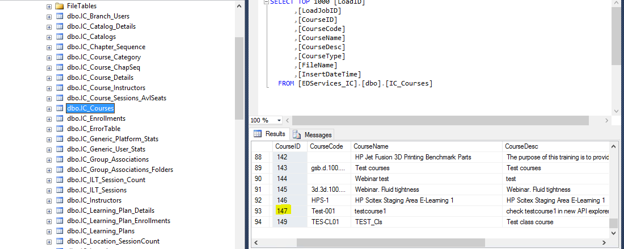 FileTables
dbo.IC_Branch_Users
dbo.IC_Catalog_Details
dbo.IC_Catalogs
dbo.IC_Chapter_Sequence
dbo.IC_Course_Category
dbo.IC_Course_ChapSeq
dbo.IC_Course_Details
dbo.IC_Course_Instructors
dbo.IC_Course_Sessions_AvlSeats
dbo.IC_Courses
dbo.IC_Enrollments
dbo.IC_ErrorTable
dbo.IC_Generic_Platform_Stats
dbo.IC_Generic_User_Stats
dbo.IC_Group_Associations
dbo.IC_Group_Associations_Folders
dbo.IC_ILT_Session_Count
dbo.IC_ILT_Sessions
dbo.IC_Instructors
dbo.IC_Learning_Plan_Details
dbo.IC_Learning_Plan_Enrollments
dbo.IC_Learning_Plans
dbo.IC_Location_SessionCount
SELECT TOP 1000 [LoadID]
,[LoadJobID]
,[CourseID]
,[CourseCode]
,[CourseName]
,[CourseDesc]
,[CourseType]
,[FileName]
,[InsertDateTime]
FROM [EDServices_IC].[dbo].[IC_Courses]
100 %
Results Messages
CourseID CourseCode CourseName CourseDesc
88 142 HP Jet Fusion 3D Printing Benchmark Parts The purpose of this training is to provid
89 143 gsb.d.100.... Test courses Test courses
90 144 Webinar test test
91 145 3d.3d.100.... Webinar. Fluid tightness Webinar. Fluid tightness
92 146 HPS-1 HP Scitex Staging Area E-Learning 1 HP Scitex Staging Area E-Learning 1
93 147 Test-001 testcourse1 check testcourse1 in new API explore
94 149 TES-CL01 TEST_Cls Test class course